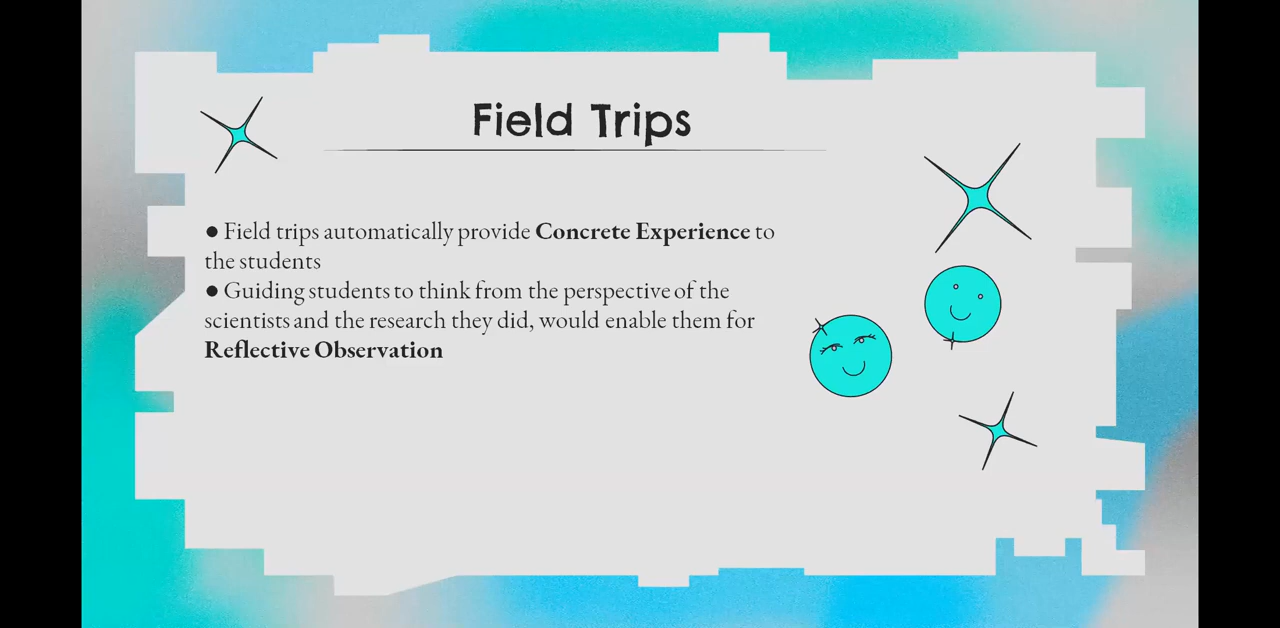 Field Trips
● Field trips automatically provide Concrete Experience to
the students
● Guiding students to think from the perspective of the
scientists and the research they did, would enable them for
Reflective Observation